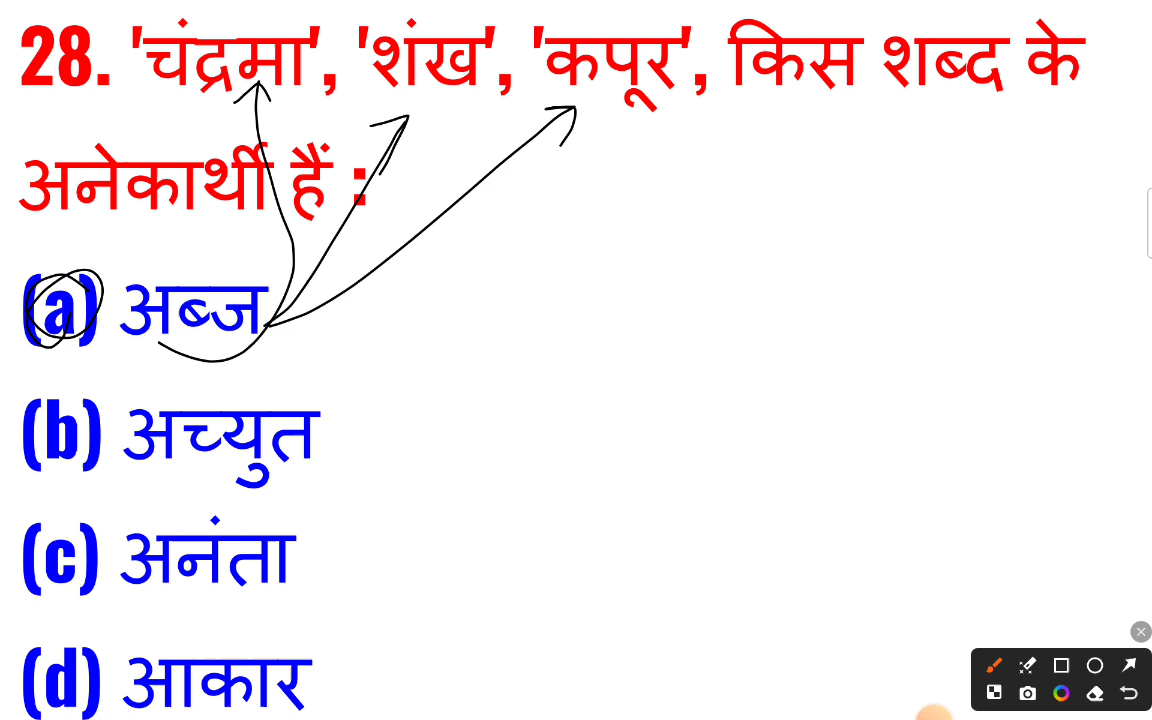 28. 'चंद्रमा', 'शंख', 'कपूर', किस शब्द के
अनेकार्थी हैं :
(a) अब्ज
(b) अच्युत
(c) अनंता
(d) आकार